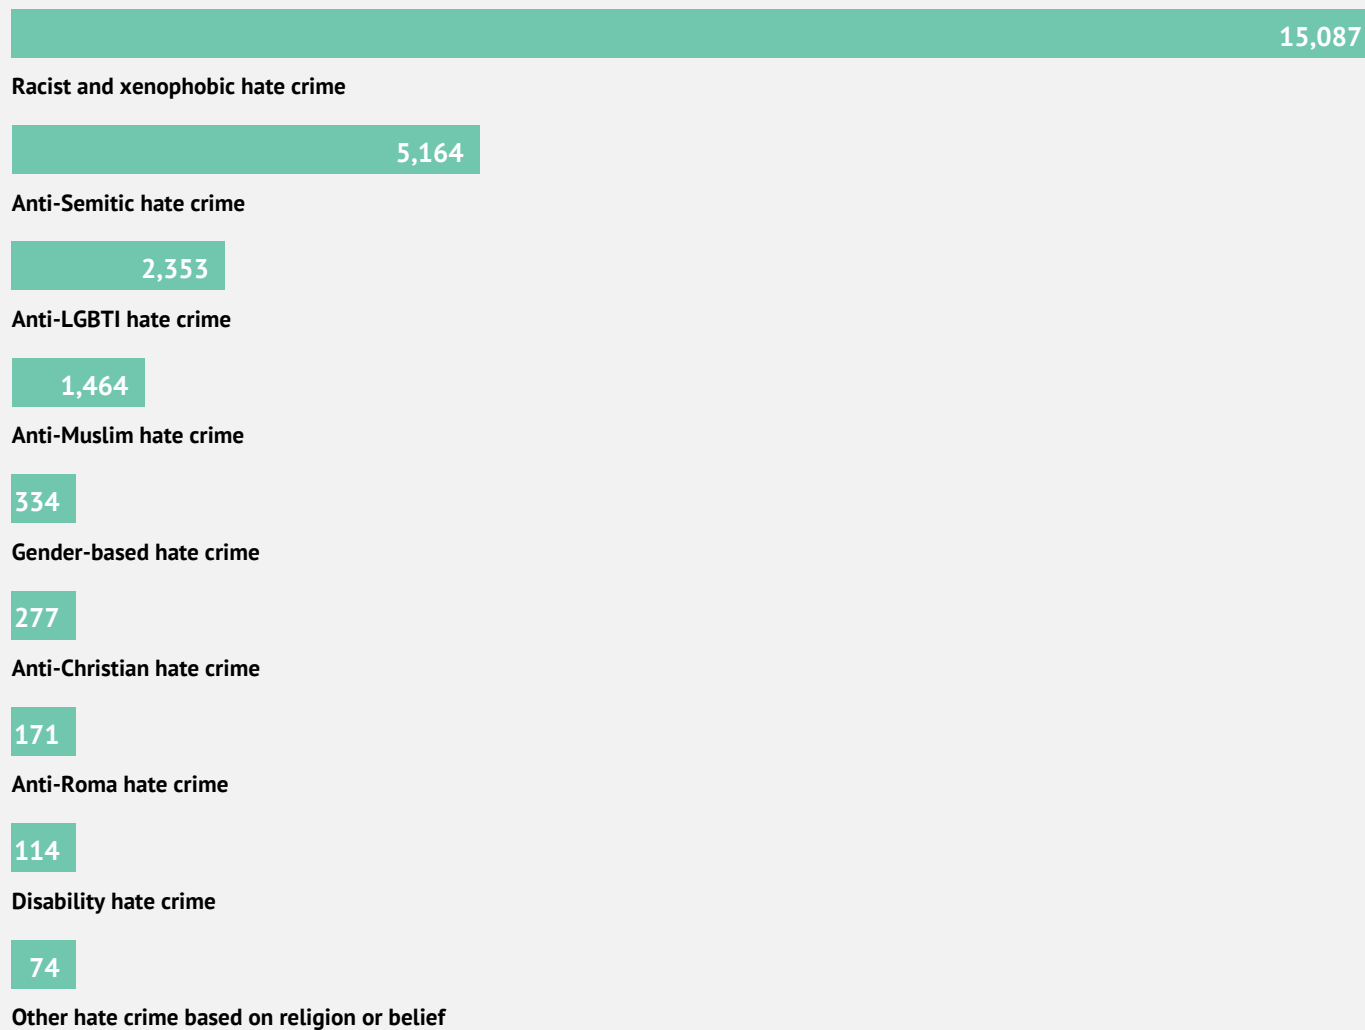 15,087
Racist and xenophobic hate crime
5,164
Anti-Semitic hate crime
2,353
Anti-LGBTI hate crime
1,464
Anti-Muslim hate crime
334
Gender-based hate crime
277
Anti-Christian hate crime
171
Anti-Roma hate crime
114
Disability hate crime
74
Other hate crime based on religion or belief